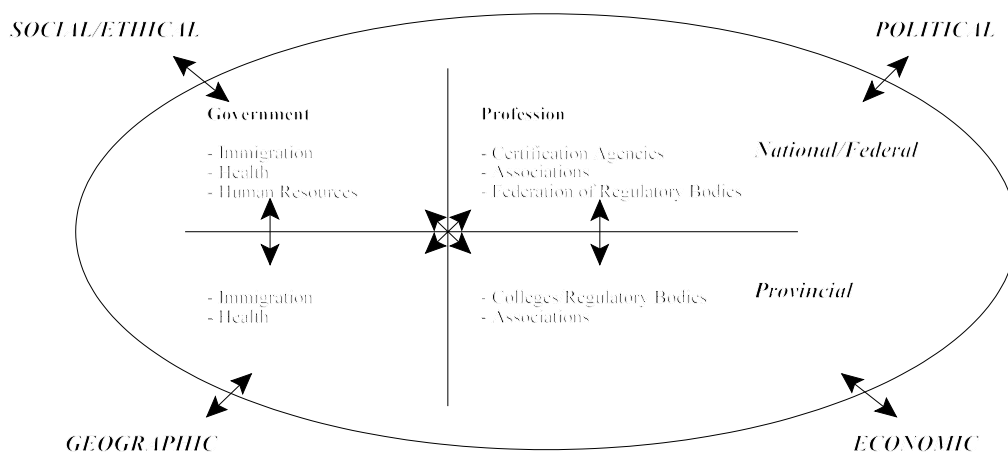 SOCIAL/ETHICAL
POLITICAL
Government
Profession
- Immigration
- Health
- Human Resources
- Certification Agencies
- Associations
- Federation of Regulatory Bodies
National/Federal
- Immigration
- Health
- Colleges Regulatory Bodies
- Associations
Provincial
GEOGRAPHIC
ECONOMIC